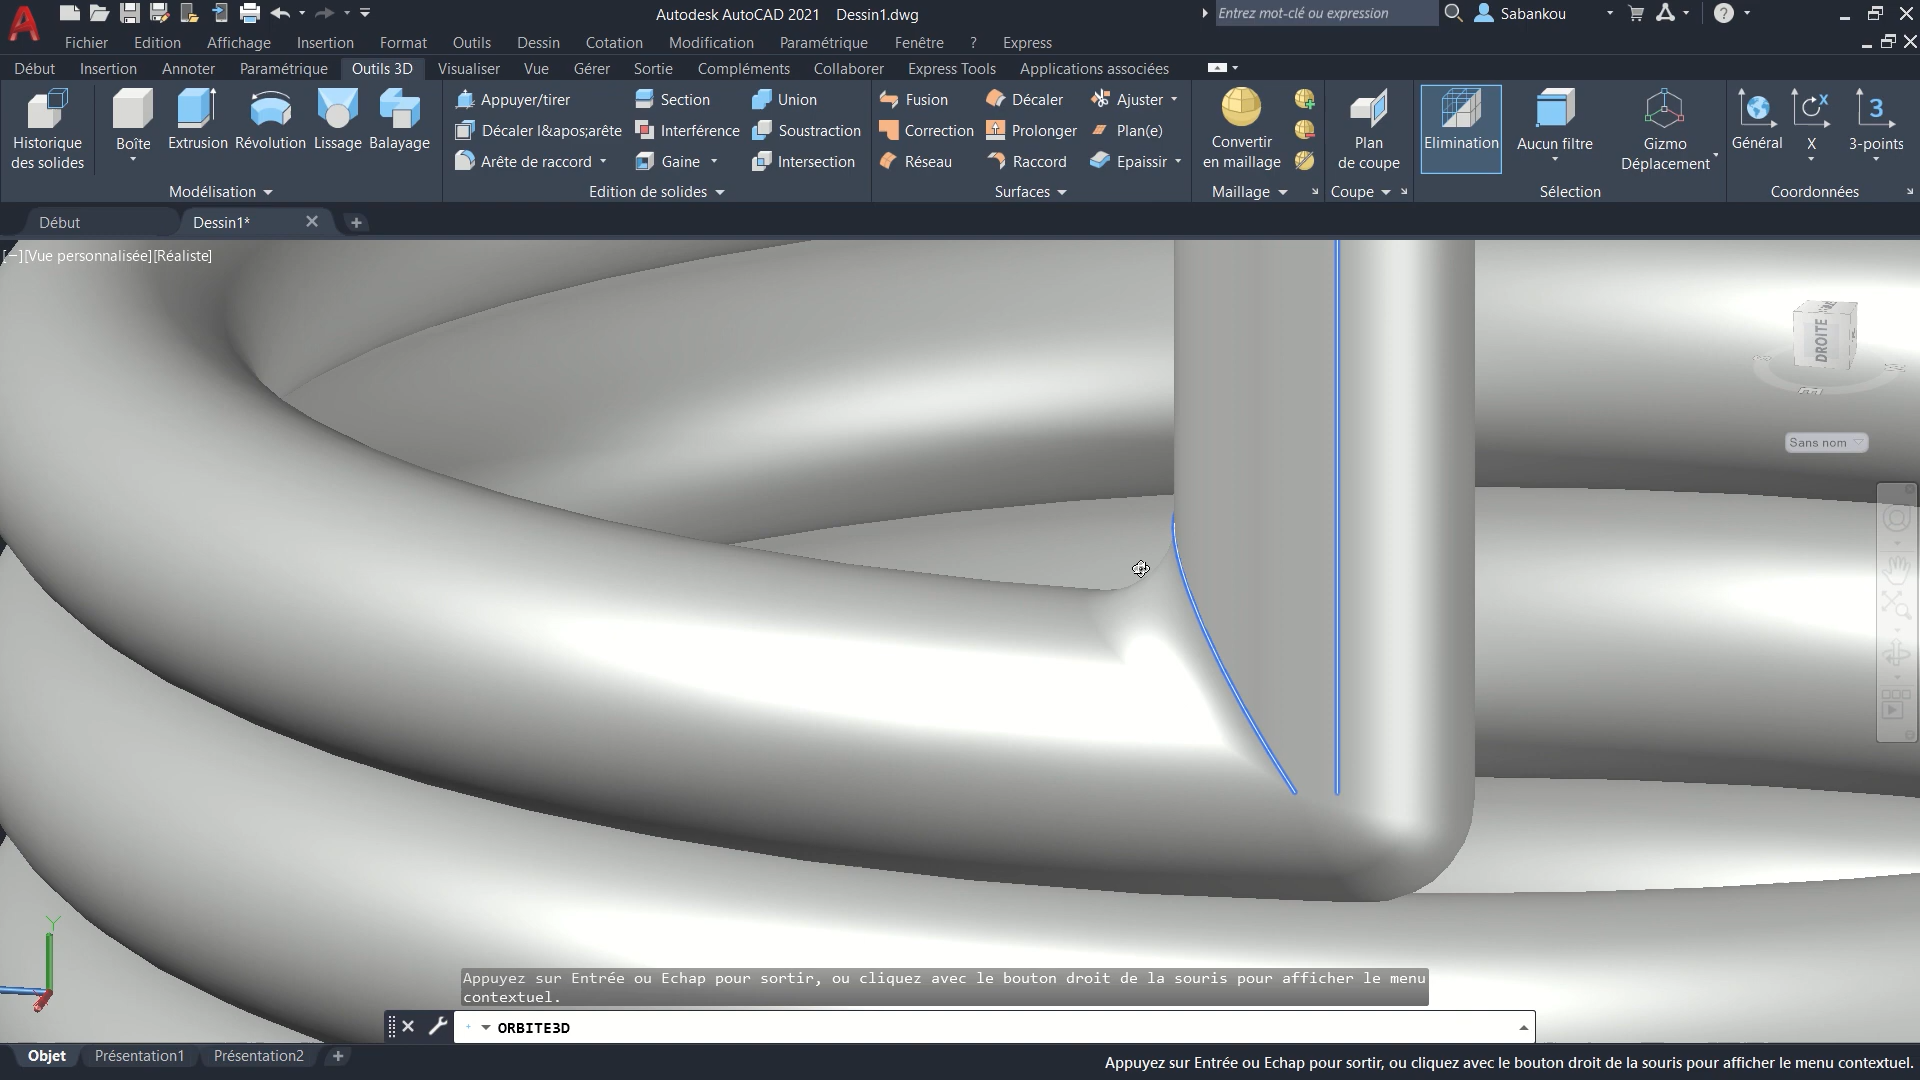 Autodesk AutoCAD 2021 Dessin1.dwg
Entrez mot-clé ou expression
Sabankou
Fichier Edition Affichage Insertion Format Outils Dessin Cotation Modification Paramétrique Fenêtre ? Express
Début Insertion Annoter Paramétrique Outils 3D Visualiser Vue Gérer Sortie Compléments Collaborer Express Tools Applications associées
Historique des solides
Boîte
Extrusion
Révolution
Lissage
Balayage
Modélisation
Appuyer/tirer
Décaler l&apos;arête
Arête de raccord
Section
Interférence
Gaine
Union
Soustraction
Intersection
Edition de solides
Fusion
Correction
Réseau
Décaler
Prolonger
Raccord
Ajuster
Plan(e)
Epaissir
Surfaces
Convertir en maillage
Maillage
Plan de coupe
Coupe
Elimination
Aucun filtre
Gizmo Déplacement
Sélection
Général
X
3
3-points
Coordonnées
Début
Dessin1*
[−][Vue personnalisée][Réaliste]
DROITE
Sans nom
Y
Appuyez sur Entrée ou Echap pour sortir, ou cliquez avec le bouton droit de la souris pour afficher le menu
contextuel.
ORBITE3D
Objet Présentation1 Présentation2
Appuyez sur Entrée ou Echap pour sortir, ou cliquez avec le bouton droit de la souris pour afficher le menu contextuel.